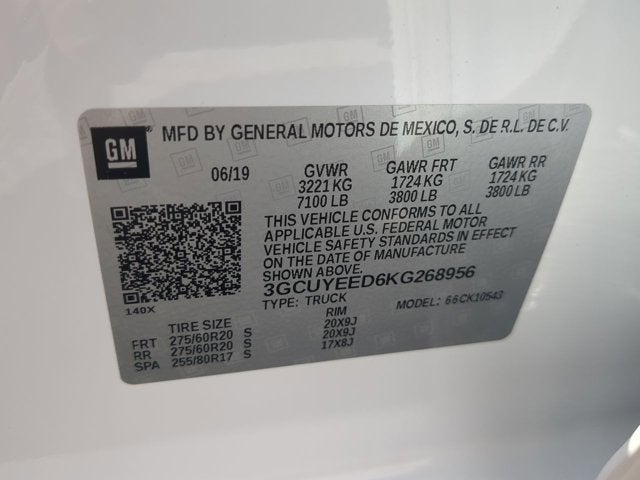 GM
MFD BY GENERAL MOTORS DE MEXICO, S. DE R.L. DE C.V.
06/19 GVWR GAWR FRT GAWR RR
3221 KG 1724 KG 1724 KG
7100 LB 3800 LB 3800 LB
THIS VEHICLE CONFORMS TO ALL
APPLICABLE U.S. FEDERAL MOTOR
VEHICLE SAFETY STANDARDS IN EFFECT
ON THE DATE OF MANUFACTURE
SHOWN ABOVE.
3GCUYEED6KG268956
140X
TYPE: TRUCK MODEL: 66CK10543
TIRE SIZE RIM
FRT 275/60R20 S 20X9J
RR 275/60R20 S 20X9J
SPA 255/80R17 S 17X8J